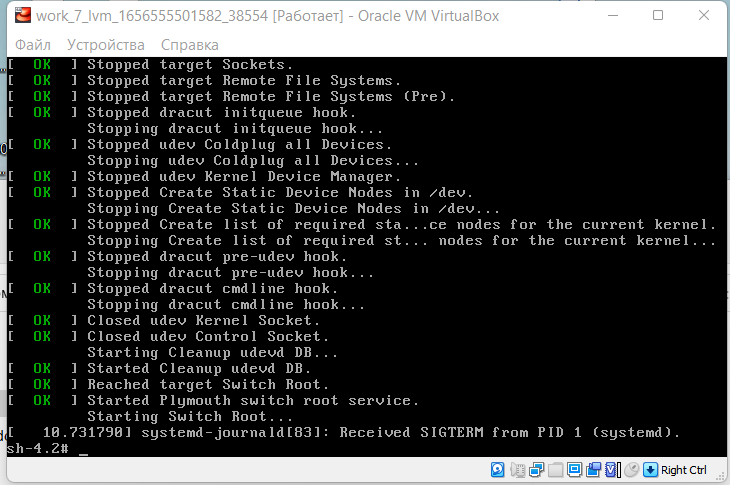 work_7_lvm_1656555501582_38554 [Работает] - Oracle VM VirtualBox
Файл Устройства Справка
[  OK  ] Stopped target Sockets.
[  OK  ] Stopped target Remote File Systems.
[  OK  ] Stopped target Remote File Systems (Pre).
[  OK  ] Stopped dracut initqueue hook.
Stopping dracut initqueue hook...
[  OK  ] Stopped udev Coldplug all Devices.
Stopping udev Coldplug all Devices...
[  OK  ] Stopped udev Kernel Device Manager.
[  OK  ] Stopped Create Static Device Nodes in /dev.
Stopping Create Static Device Nodes in /dev...
[  OK  ] Stopped Create list of required sta...ce nodes for the current kernel.
Stopping Create list of required st... nodes for the current kernel...
[  OK  ] Stopped dracut pre-udev hook.
Stopping dracut pre-udev hook...
[  OK  ] Stopped dracut cmdline hook.
Stopping dracut cmdline hook...
[  OK  ] Closed udev Kernel Socket.
[  OK  ] Closed udev Control Socket.
Starting Cleanup udevd DB...
[  OK  ] Started Cleanup udevd DB.
[  OK  ] Reached target Switch Root.
[  OK  ] Started Plymouth switch root service.
Starting Switch Root...
[   10.731790] systemd-journald[83]: Received SIGTERM from PID 1 (systemd).
sh-4.2# _
Right Ctrl